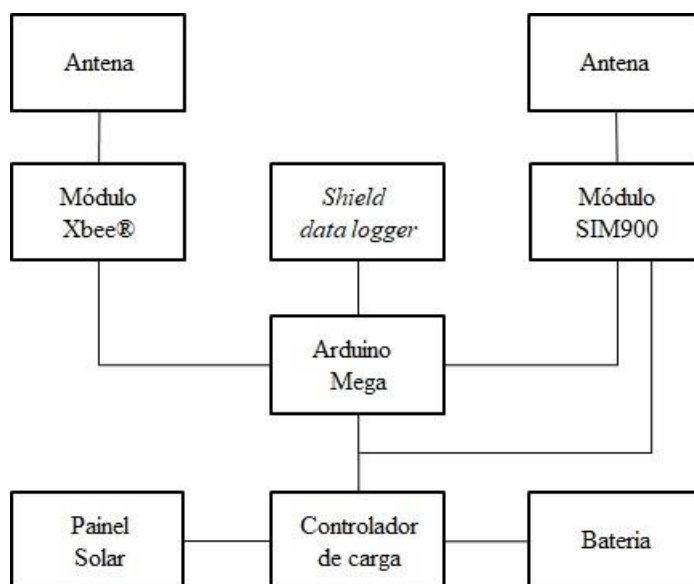 Antena
Antena
Módulo
Xbee®
Shield
data logger
Módulo
SIM900
Arduino
Mega
Painel
Solar
Controlador
de carga
Bateria